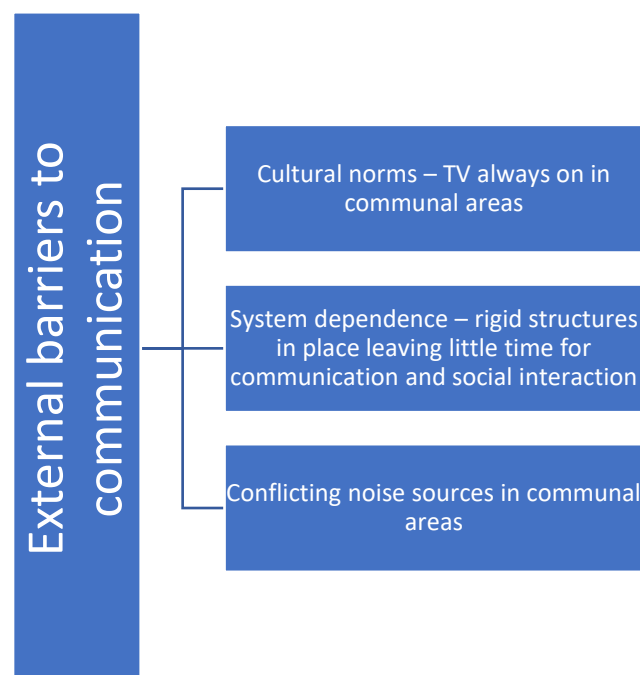 External barriers to
communication
Cultural norms – TV always on in
communal areas
System dependence – rigid structures
in place leaving little time for
communication and social interaction
Conflicting noise sources in communal
areas